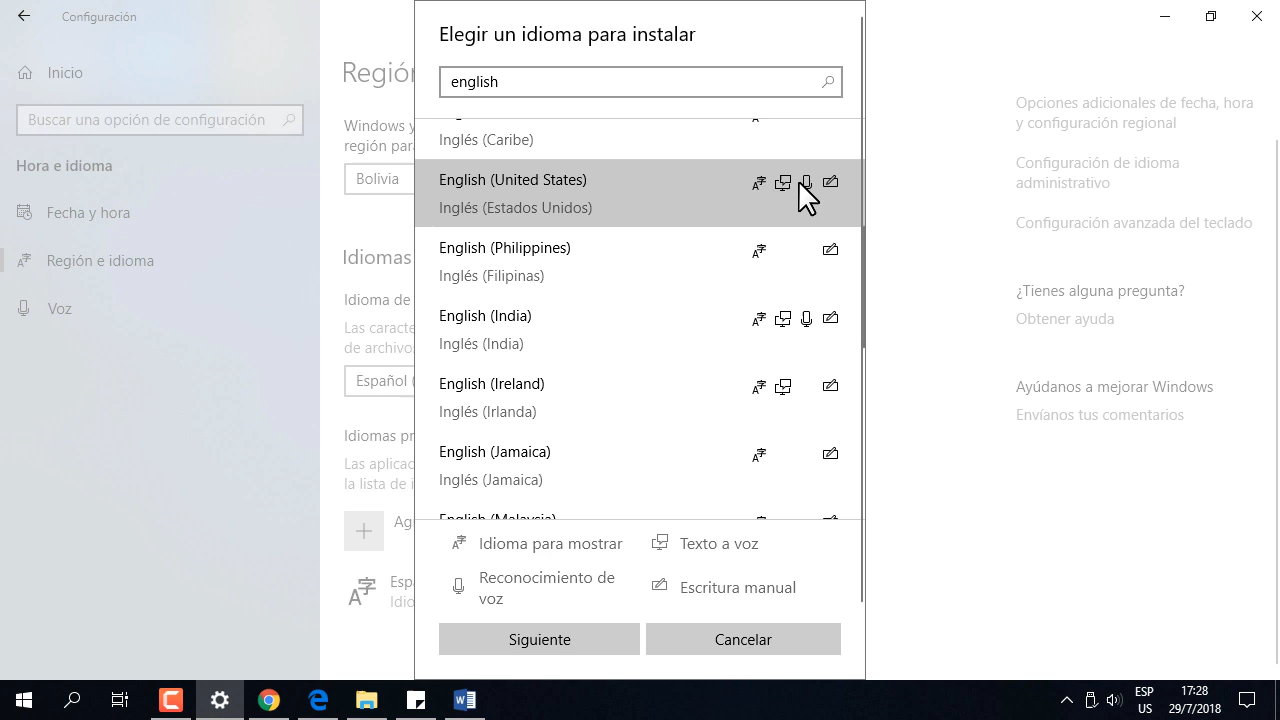 Configuración
Inicio
Buscar una opción de configuración
Hora e idioma
Fecha y hora
Región e idioma
Voz
Región
Windows y
región para
Bolivia
Idiomas
Idioma de
Las caracte
de archivos
Español (
Idiomas pr
Las aplicac
la lista de i
Ag
Espa
Idio
Elegir un idioma para instalar
english
Inglés (Caribe)
English (United States)
Inglés (Estados Unidos)
English (Philippines)
Inglés (Filipinas)
English (India)
Inglés (India)
English (Ireland)
Inglés (Irlanda)
English (Jamaica)
Inglés (Jamaica)
English (Malaysia)
Idioma para mostrar
Texto a voz
Reconocimiento de
voz
Escritura manual
Siguiente
Cancelar
Opciones adicionales de fecha, hora
y configuración regional
Configuración de idioma
administrativo
Configuración avanzada del teclado
¿Tienes alguna pregunta?
Obtener ayuda
Ayúdanos a mejorar Windows
Envíanos tus comentarios
ESP
US
17:28
29/7/2018